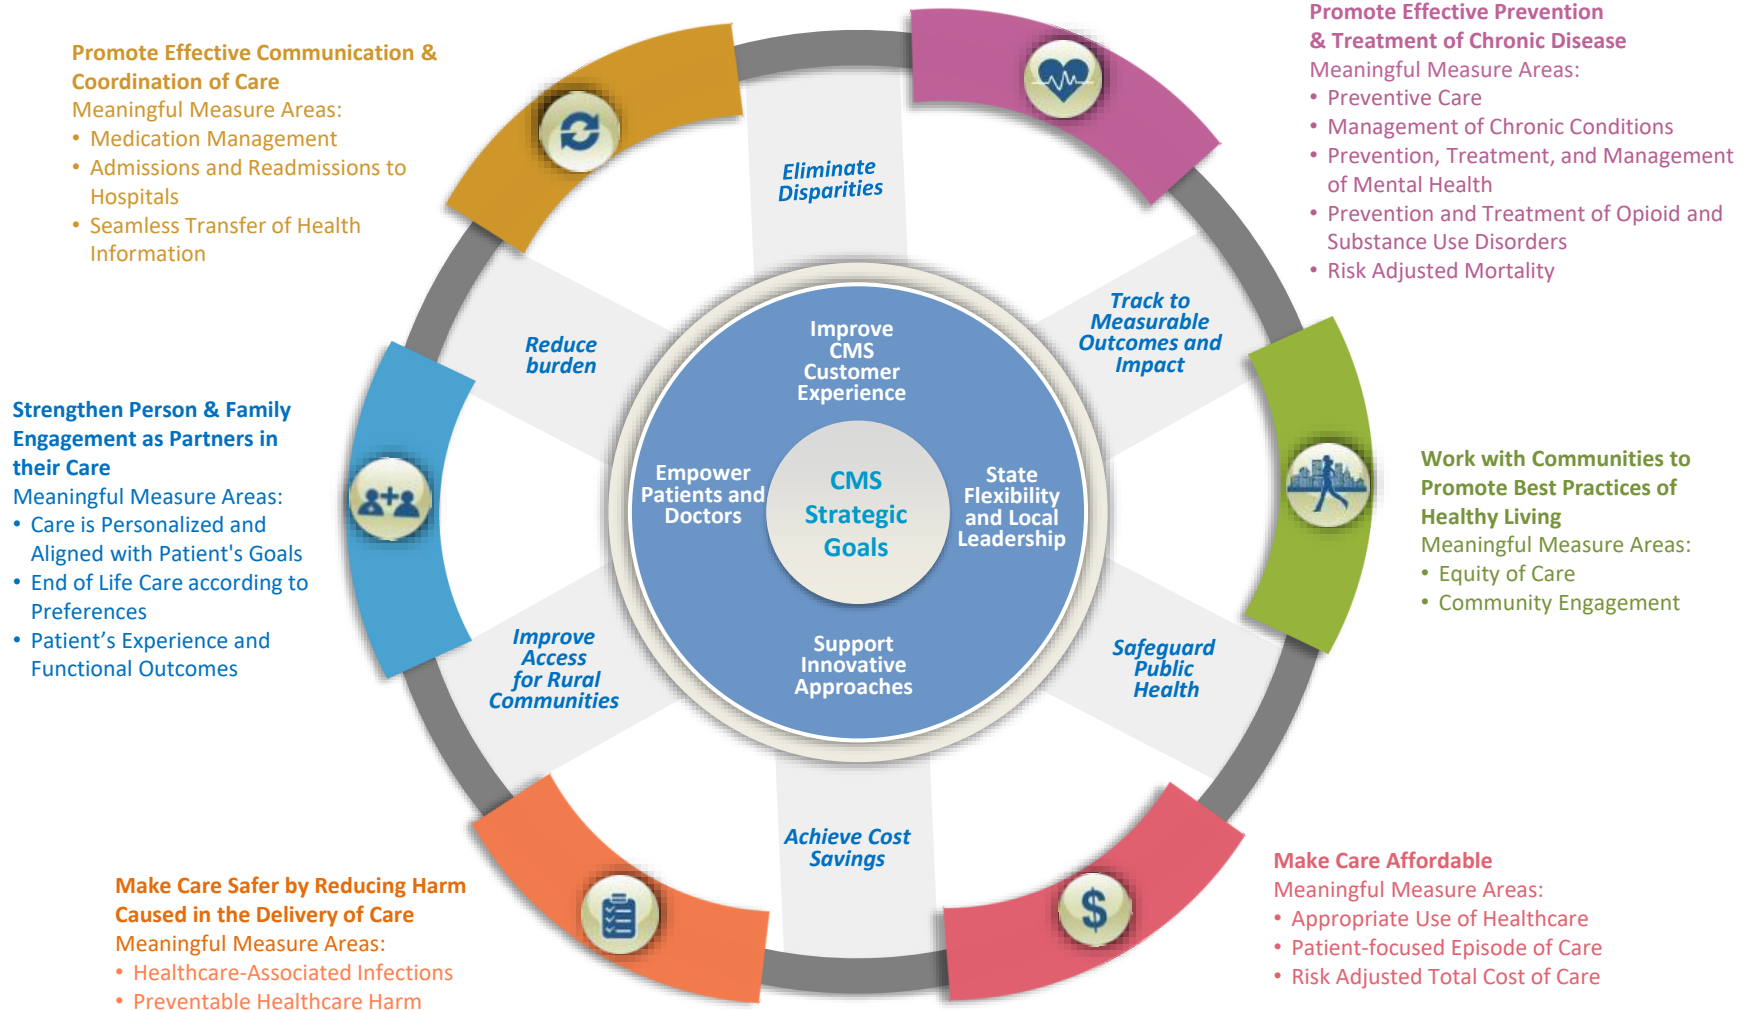 Promote Effective Communication &
Coordination of Care
Meaningful Measure Areas:
• Medication Management
• Admissions and Readmissions to
Hospitals
• Seamless Transfer of Health
Information
Promote Effective Prevention
& Treatment of Chronic Disease
Meaningful Measure Areas:
• Preventive Care
• Management of Chronic Conditions
• Prevention, Treatment, and Management
of Mental Health
• Prevention and Treatment of Opioid and
Substance Use Disorders
• Risk Adjusted Mortality
Eliminate
Disparities
Reduce
burden
Track to
Measurable
Outcomes and
Impact
Improve
CMS
Customer
Experience
Empower
Patients and
Doctors
CMS
Strategic
Goals
State
Flexibility
and Local
Leadership
Support
Innovative
Approaches
Strengthen Person & Family
Engagement as Partners in
their Care
Meaningful Measure Areas:
• Care is Personalized and
Aligned with Patient's Goals
• End of Life Care according to
Preferences
• Patient’s Experience and
Functional Outcomes
Work with Communities to
Promote Best Practices of
Healthy Living
Meaningful Measure Areas:
• Equity of Care
• Community Engagement
Improve
Access
for Rural
Communities
Safeguard
Public
Health
Achieve Cost
Savings
$
Make Care Safer by Reducing Harm
Caused in the Delivery of Care
Meaningful Measure Areas:
• Healthcare-Associated Infections
• Preventable Healthcare Harm
Make Care Affordable
Meaningful Measure Areas:
• Appropriate Use of Healthcare
• Patient-focused Episode of Care
• Risk Adjusted Total Cost of Care